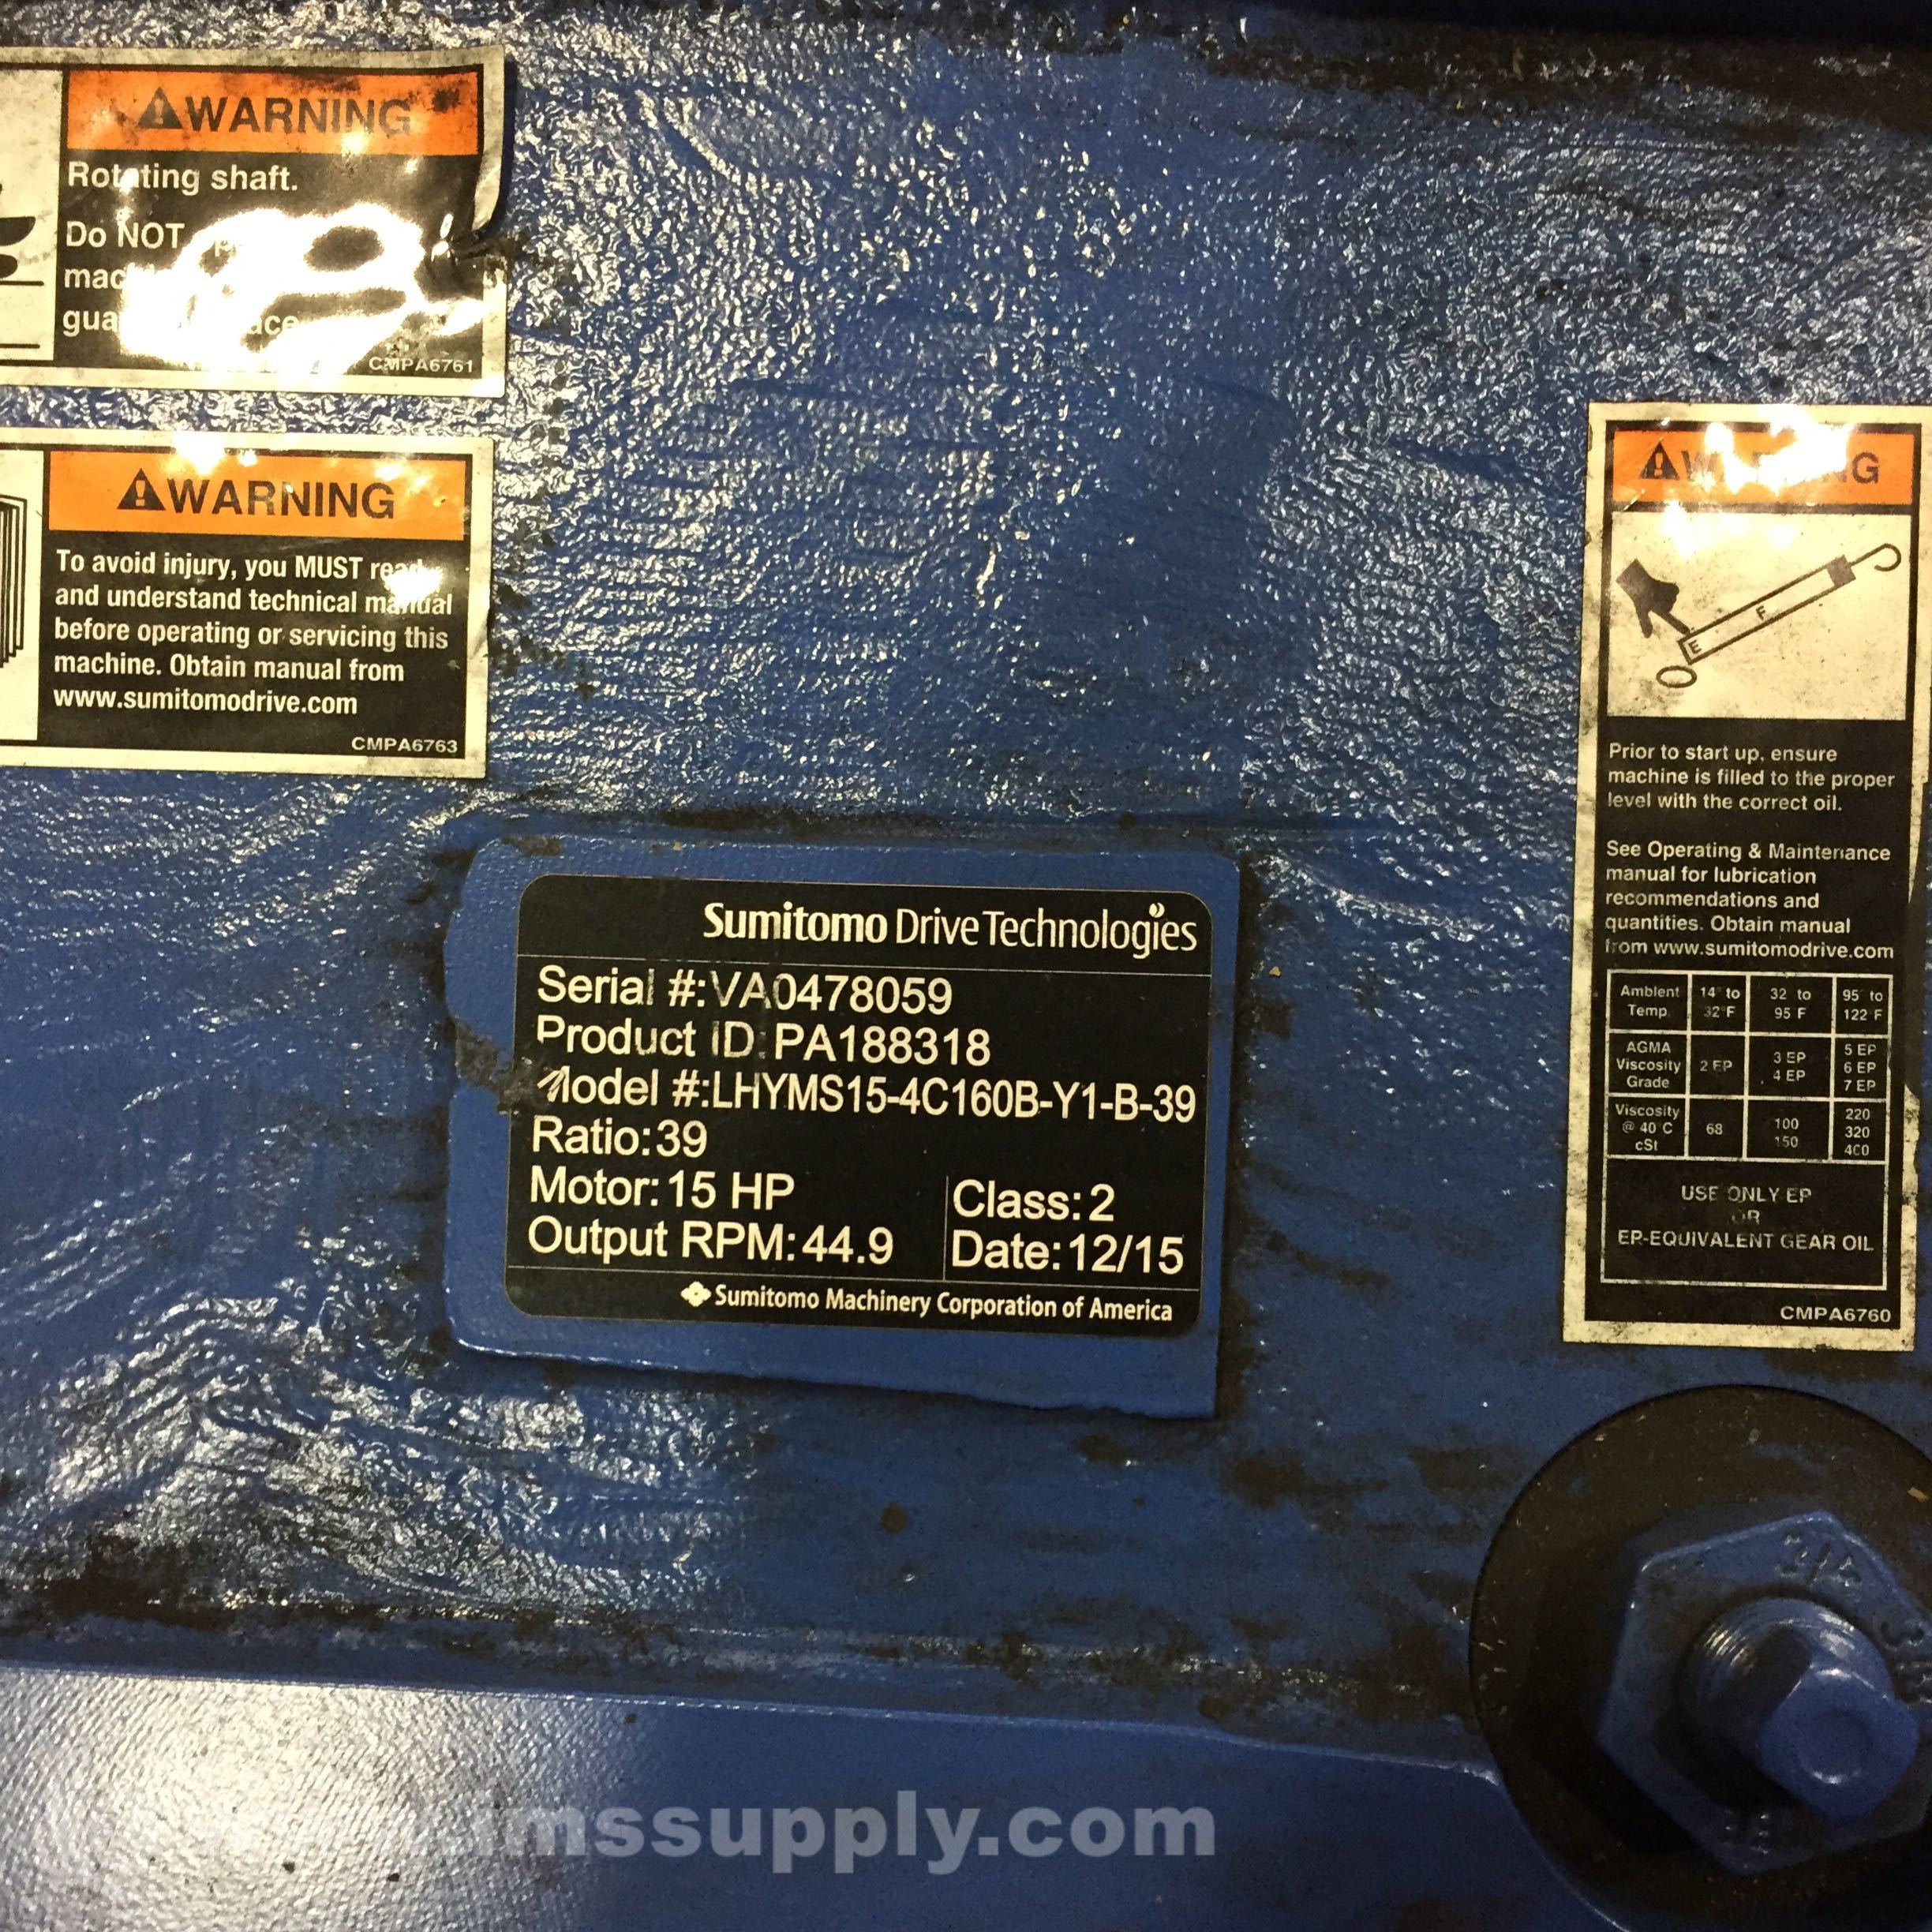 WARNING
Rotating shaft.
Do NOT
CMPA6761
WARNING
To avoid injury, you MUST read
and understand technical manual
before operating or servicing this
machine. Obtain manual from
www.sumitomodrive.com
CMPA6763
Sumitomo Drive Technologies
Serial #:VA0478059
Product ID:PA188318
Model #:LHYMS15-4C160B-Y1-B-39
Ratio:39
Motor:15 HP
Class:2
Output RPM:44.9
Date:12/15
Sumitomo Machinery Corporation of America
WARNING
E F
Prior to start up, ensure
machine is filled to the proper
level with the correct oil.
See Operating & Maintenance
manual for lubrication
recommendations and
quantities. Obtain manual
from www.sumitomodrive.com
Ambient 14° to 32 to 95° to
Temp. 32°F 95 F 122°F
AGMA
Viscosity
Grade
2 EP
3 EP
4 EP
5 EP
6 EP
7 EP
Viscosity
@ 40°C
cSt
68
100
150
220
320
460
USE ONLY EP
OR
EP-EQUIVALENT GEAR OIL
CMPA6760
3/4
mssupply.com